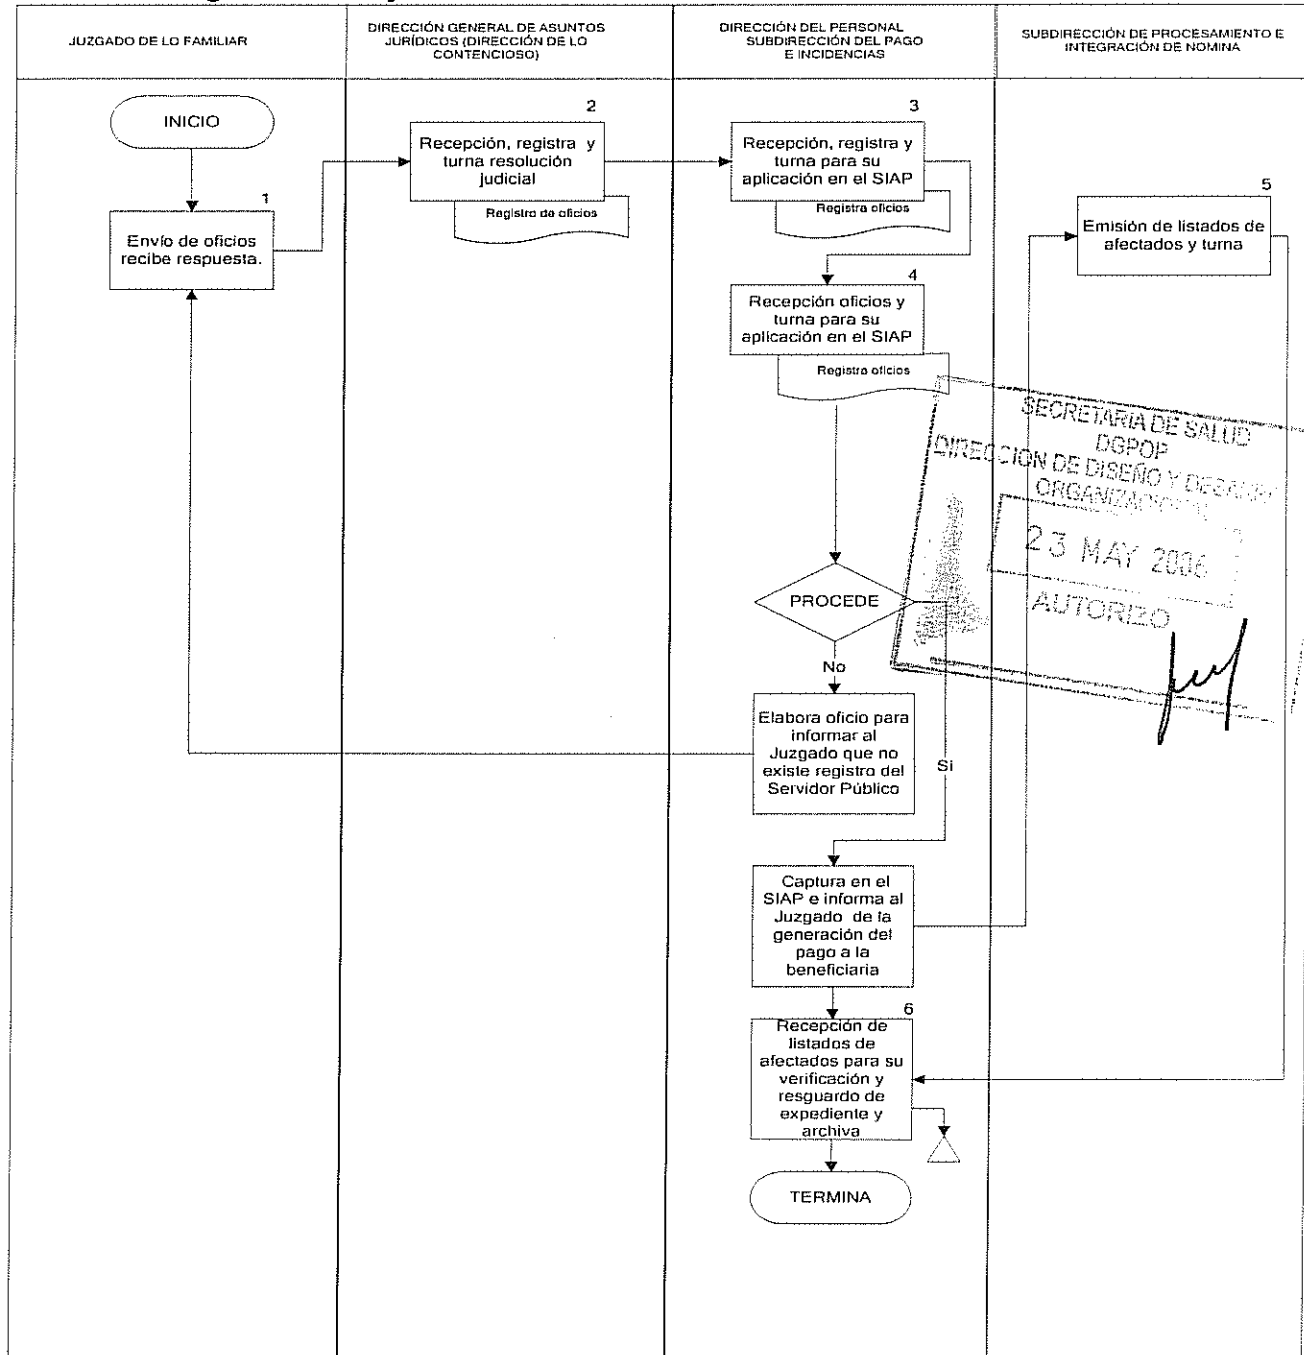 JUZGADO DE LO FAMILIAR
DIRECCIÓN GENERAL DE ASUNTOS
JURÍDICOS (DIRECCIÓN DE LO
CONTENCIOSO)
DIRECCIÓN DEL PERSONAL
SUBDIRECCIÓN DEL PAGO
E INCIDENCIAS
SUBDIRECCIÓN DE PROCESAMIENTO E
INTEGRACIÓN DE NOMINA
INICIO
1
Envío de oficios
recibe respuesta.
2
Recepción, registra y
turna resolución
judicial
Registro de oficios
3
Recepción, registra y
turna para su
aplicación en el SIAP
Registra oficios
4
Recepción oficios y
turna para su
aplicación en el SIAP
Registra oficios
5
Emisión de listados de
afectados y turna
SECRETARIA DE SALUD
DGPOP
DIRECCION DE DISEÑO Y
23 MAY 2006
AUTORIZO
PROCEDE
No
Elabora oficio para
informar al
Juzgado que no
existe registro del
Servidor Público
Si
Captura en el
SIAP e informa al
Juzgado de la
generación del
pago a la
beneficiaria
6
Recepción de
listados de
afectados para su
verificación y
resguardo de
expediente y
archiva
TERMINA